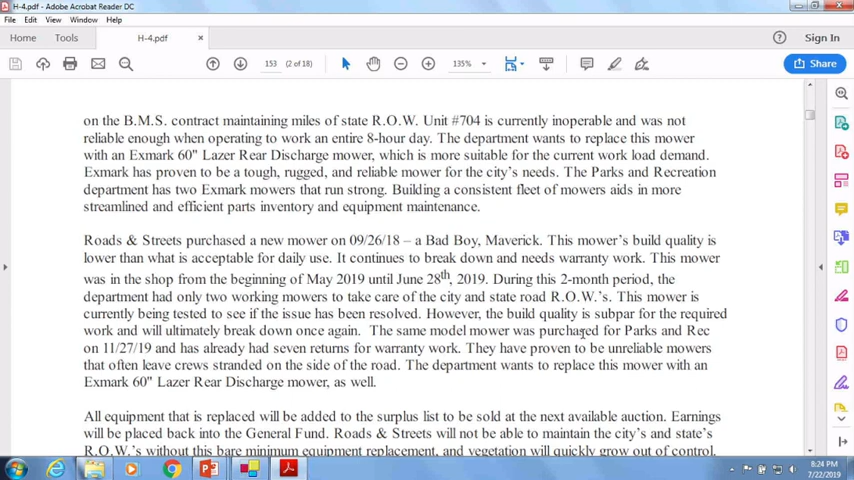 H-4.pdf - Adobe Acrobat Reader DC
File Edit View Window Help
Home Tools H-4.pdf × Sign In
153 (2 of 18) 135% Share
on the B.M.S. contract maintaining miles of state R.O.W. Unit #704 is currently inoperable and was not
reliable enough when operating to work an entire 8-hour day. The department wants to replace this mower
with an Exmark 60" Lazer Rear Discharge mower, which is more suitable for the current work load demand.
Exmark has proven to be a tough, rugged, and reliable mower for the city's needs. The Parks and Recreation
department has two Exmark mowers that run strong. Building a consistent fleet of mowers aids in more
streamlined and efficient parts inventory and equipment maintenance.
Roads & Streets purchased a new mower on 09/26/18 – a Bad Boy, Maverick. This mower's build quality is
lower than what is acceptable for daily use. It continues to break down and needs warranty work. This mower
was in the shop from the beginning of May 2019 until June 28th, 2019. During this 2-month period, the
department had only two working mowers to take care of the city and state road R.O.W.'s. This mower is
currently being tested to see if the issue has been resolved. However, the build quality is subpar for the required
work and will ultimately break down once again. The same model mower was purchased for Parks and Rec
on 11/27/19 and has already had seven returns for warranty work. They have proven to be unreliable mowers
that often leave crews stranded on the side of the road. The department wants to replace this mower with an
Exmark 60" Lazer Rear Discharge mower, as well.
All equipment that is replaced will be added to the surplus list to be sold at the next available auction. Earnings
will be placed back into the General Fund. Roads & Streets will not be able to maintain the city's and state's
R.O.W.'s without this bare minimum equipment replacement, and vegetation will quickly grow out of control.
8:24 PM
7/22/2019